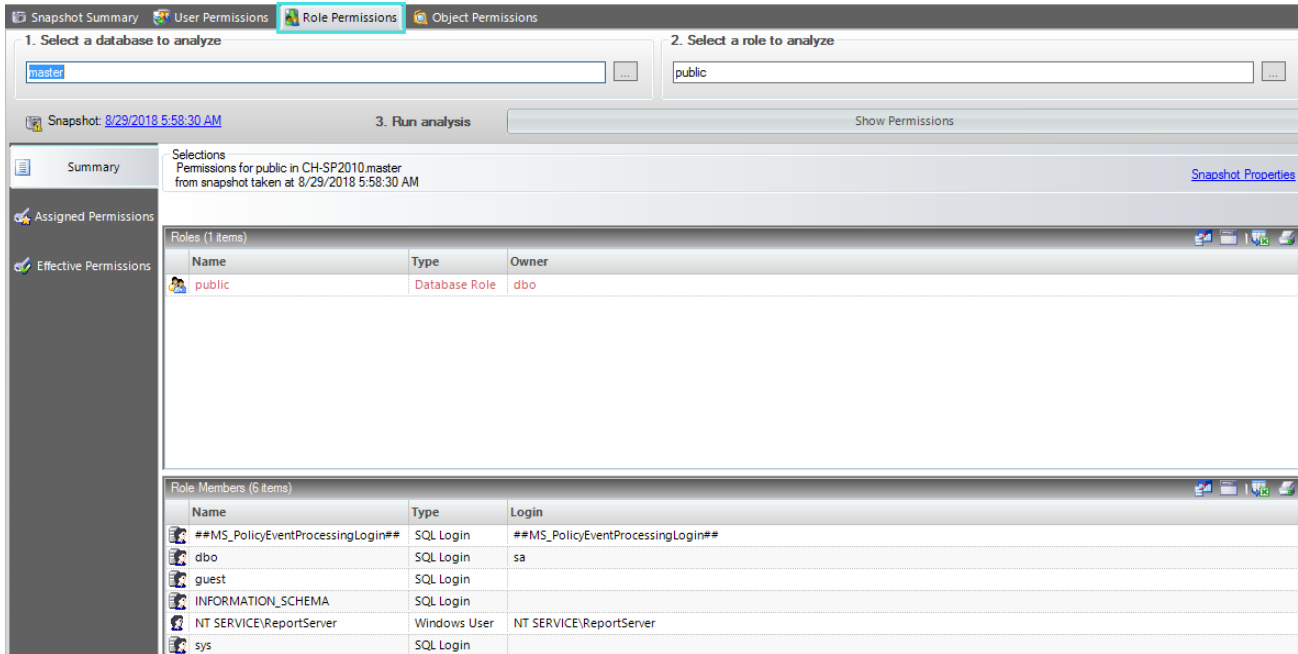 Snapshot Summary User Permissions Role Permissions Object Permissions
1. Select a database to analyze 2. Select a role to analyze
master ... public ...
Snapshot: 8/29/2018 5:58:30 AM 3. Run analysis Show Permissions
Summary
Selections
Permissions for public in CH-SP2010.master
from snapshot taken at 8/29/2018 5:58:30 AM
Snapshot Properties
Assigned Permissions
Effective Permissions
Roles (1 items)
Name Type Owner
public Database Role dbo
Role Members (6 items)
Name Type Login
##MS_PolicyEventProcessingLogin## SQL Login ##MS_PolicyEventProcessingLogin##
dbo SQL Login sa
guest SQL Login
INFORMATION_SCHEMA SQL Login
NT SERVICE\ReportServer Windows User NT SERVICE\ReportServer
sys SQL Login